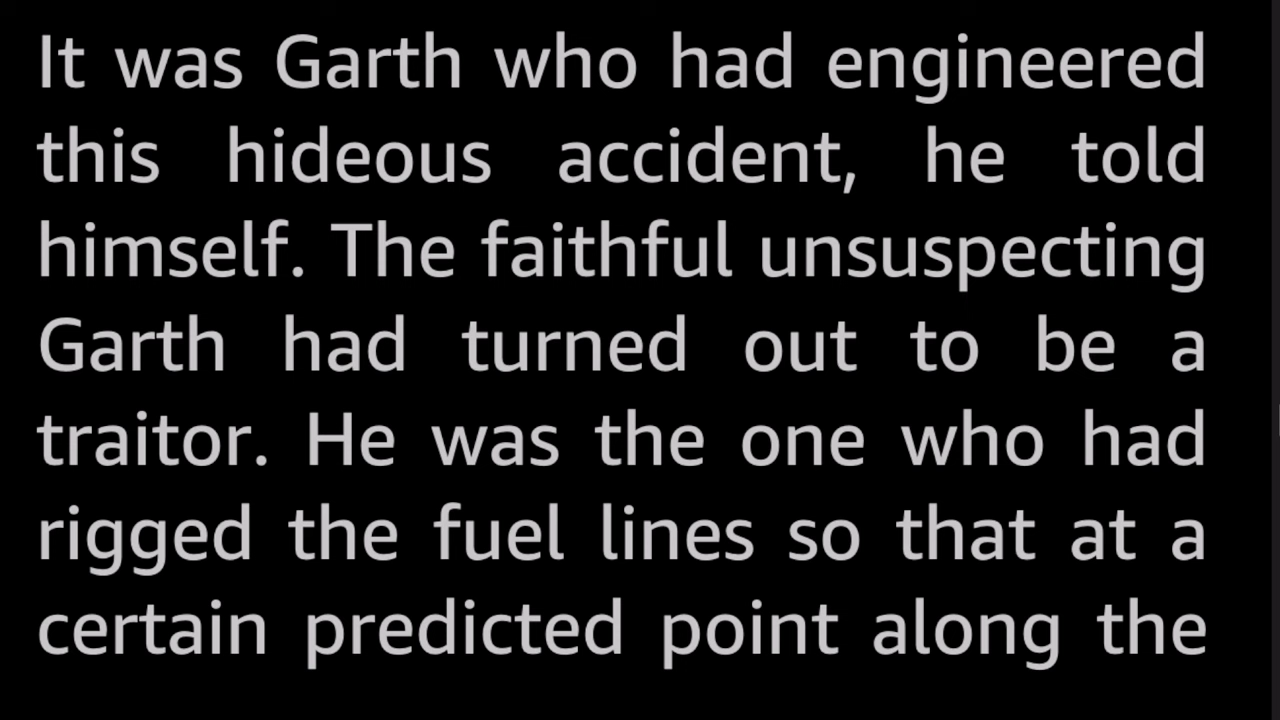 It was Garth who had engineered
this hideous accident, he told
himself. The faithful unsuspecting
Garth had turned out to be a
traitor. He was the one who had
rigged the fuel lines so that at a
certain predicted point along the